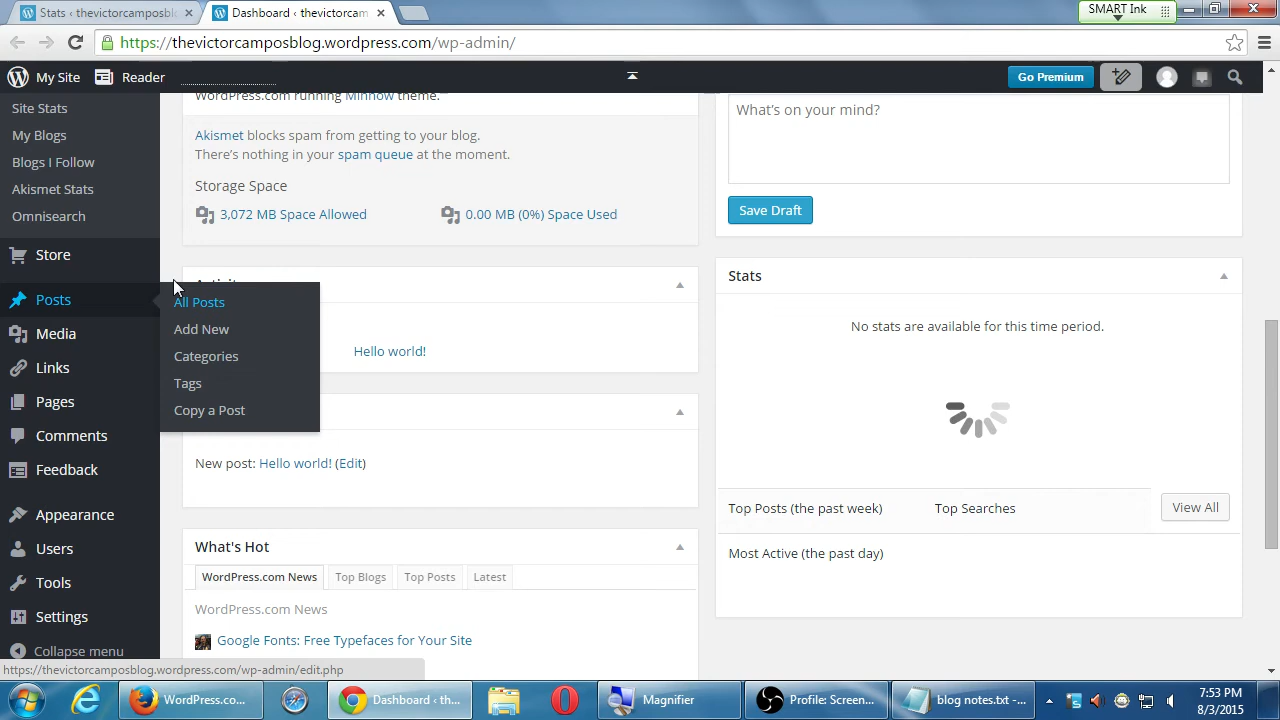 Stats ‹ thevictorcamposblo
Dashboard ‹ thevictorcam
SMART Ink
https://thevictorcamposblog.wordpress.com/wp-admin/
My Site
Reader
Go Premium
Site Stats
My Blogs
Blogs I Follow
Akismet Stats
Omnisearch
Store
Posts
Media
Links
Pages
Comments
Feedback
Appearance
Users
Tools
Settings
Collapse menu
All Posts
Add New
Categories
Tags
Copy a Post
WordPress.com running Minnow theme.
Akismet blocks spam from getting to your blog.
There's nothing in your spam queue at the moment.
Storage Space
3,072 MB Space Allowed
0.00 MB (0%) Space Used
Hello world!
New post: Hello world! (Edit)
What's Hot
WordPress.com News
Top Blogs
Top Posts
Latest
WordPress.com News
Google Fonts: Free Typefaces for Your Site
What's on your mind?
Save Draft
Stats
No stats are available for this time period.
Top Posts (the past week)
Top Searches
View All
Most Active (the past day)
https://thevictorcamposblog.wordpress.com/wp-admin/edit.php
WordPress.co...
Dashboard ‹ th...
Magnifier
Profile: Screen...
blog notes.txt -...
7:53 PM
8/3/2015